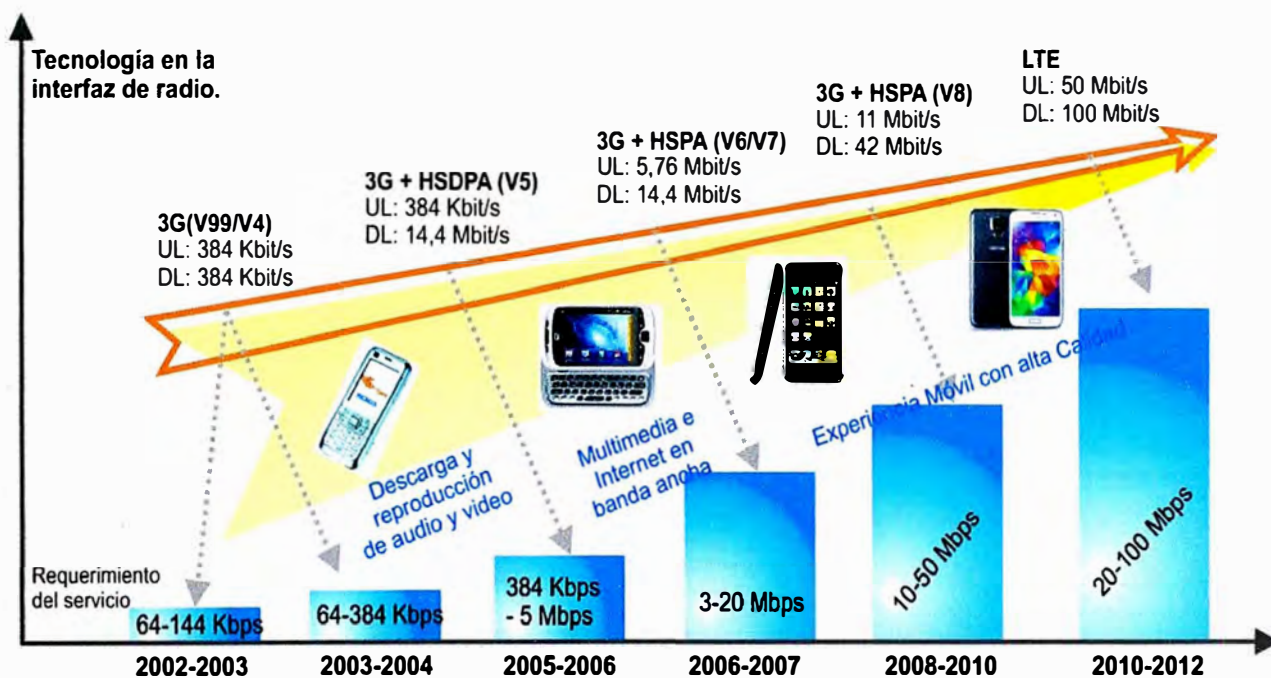 Tecnología en la
interfaz de radio.
LTE
UL: 50 Mbit/s
DL: 100 Mbit/s
3G + HSPA (V8)
UL: 11 Mbit/s
DL: 42 Mbit/s
3G + HSPA (V6/V7)
UL: 5,76 Mbit/s
DL: 14,4 Mbit/s
3G + HSDPA (V5)
UL: 384 Kbit/s
DL: 14,4 Mbit/s
3G(V99/V4)
UL: 384 Kbit/s
DL: 384 Kbit/s
Descarga y
reproducción
de audio y video
Multimedia e
Internet en
banda ancha
Experiencia Móvil con alta Calidad
Requerimiento
del servicio
64-144 Kbps
64-384 Kbps
384 Kbps
- 5 Mbps
3-20 Mbps
10-50 Mbps
20-100 Mbps
2002-2003
2003-2004
2005-2006
2006-2007
2008-2010
2010-2012